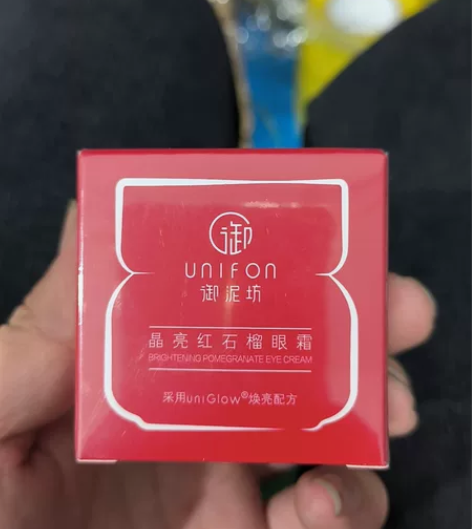 御
UNIFON
御泥坊
晶亮红石榴眼霜
BRIGHTENING POMEGRANATE EYE CREAM
采用uniGlow®焕亮配方